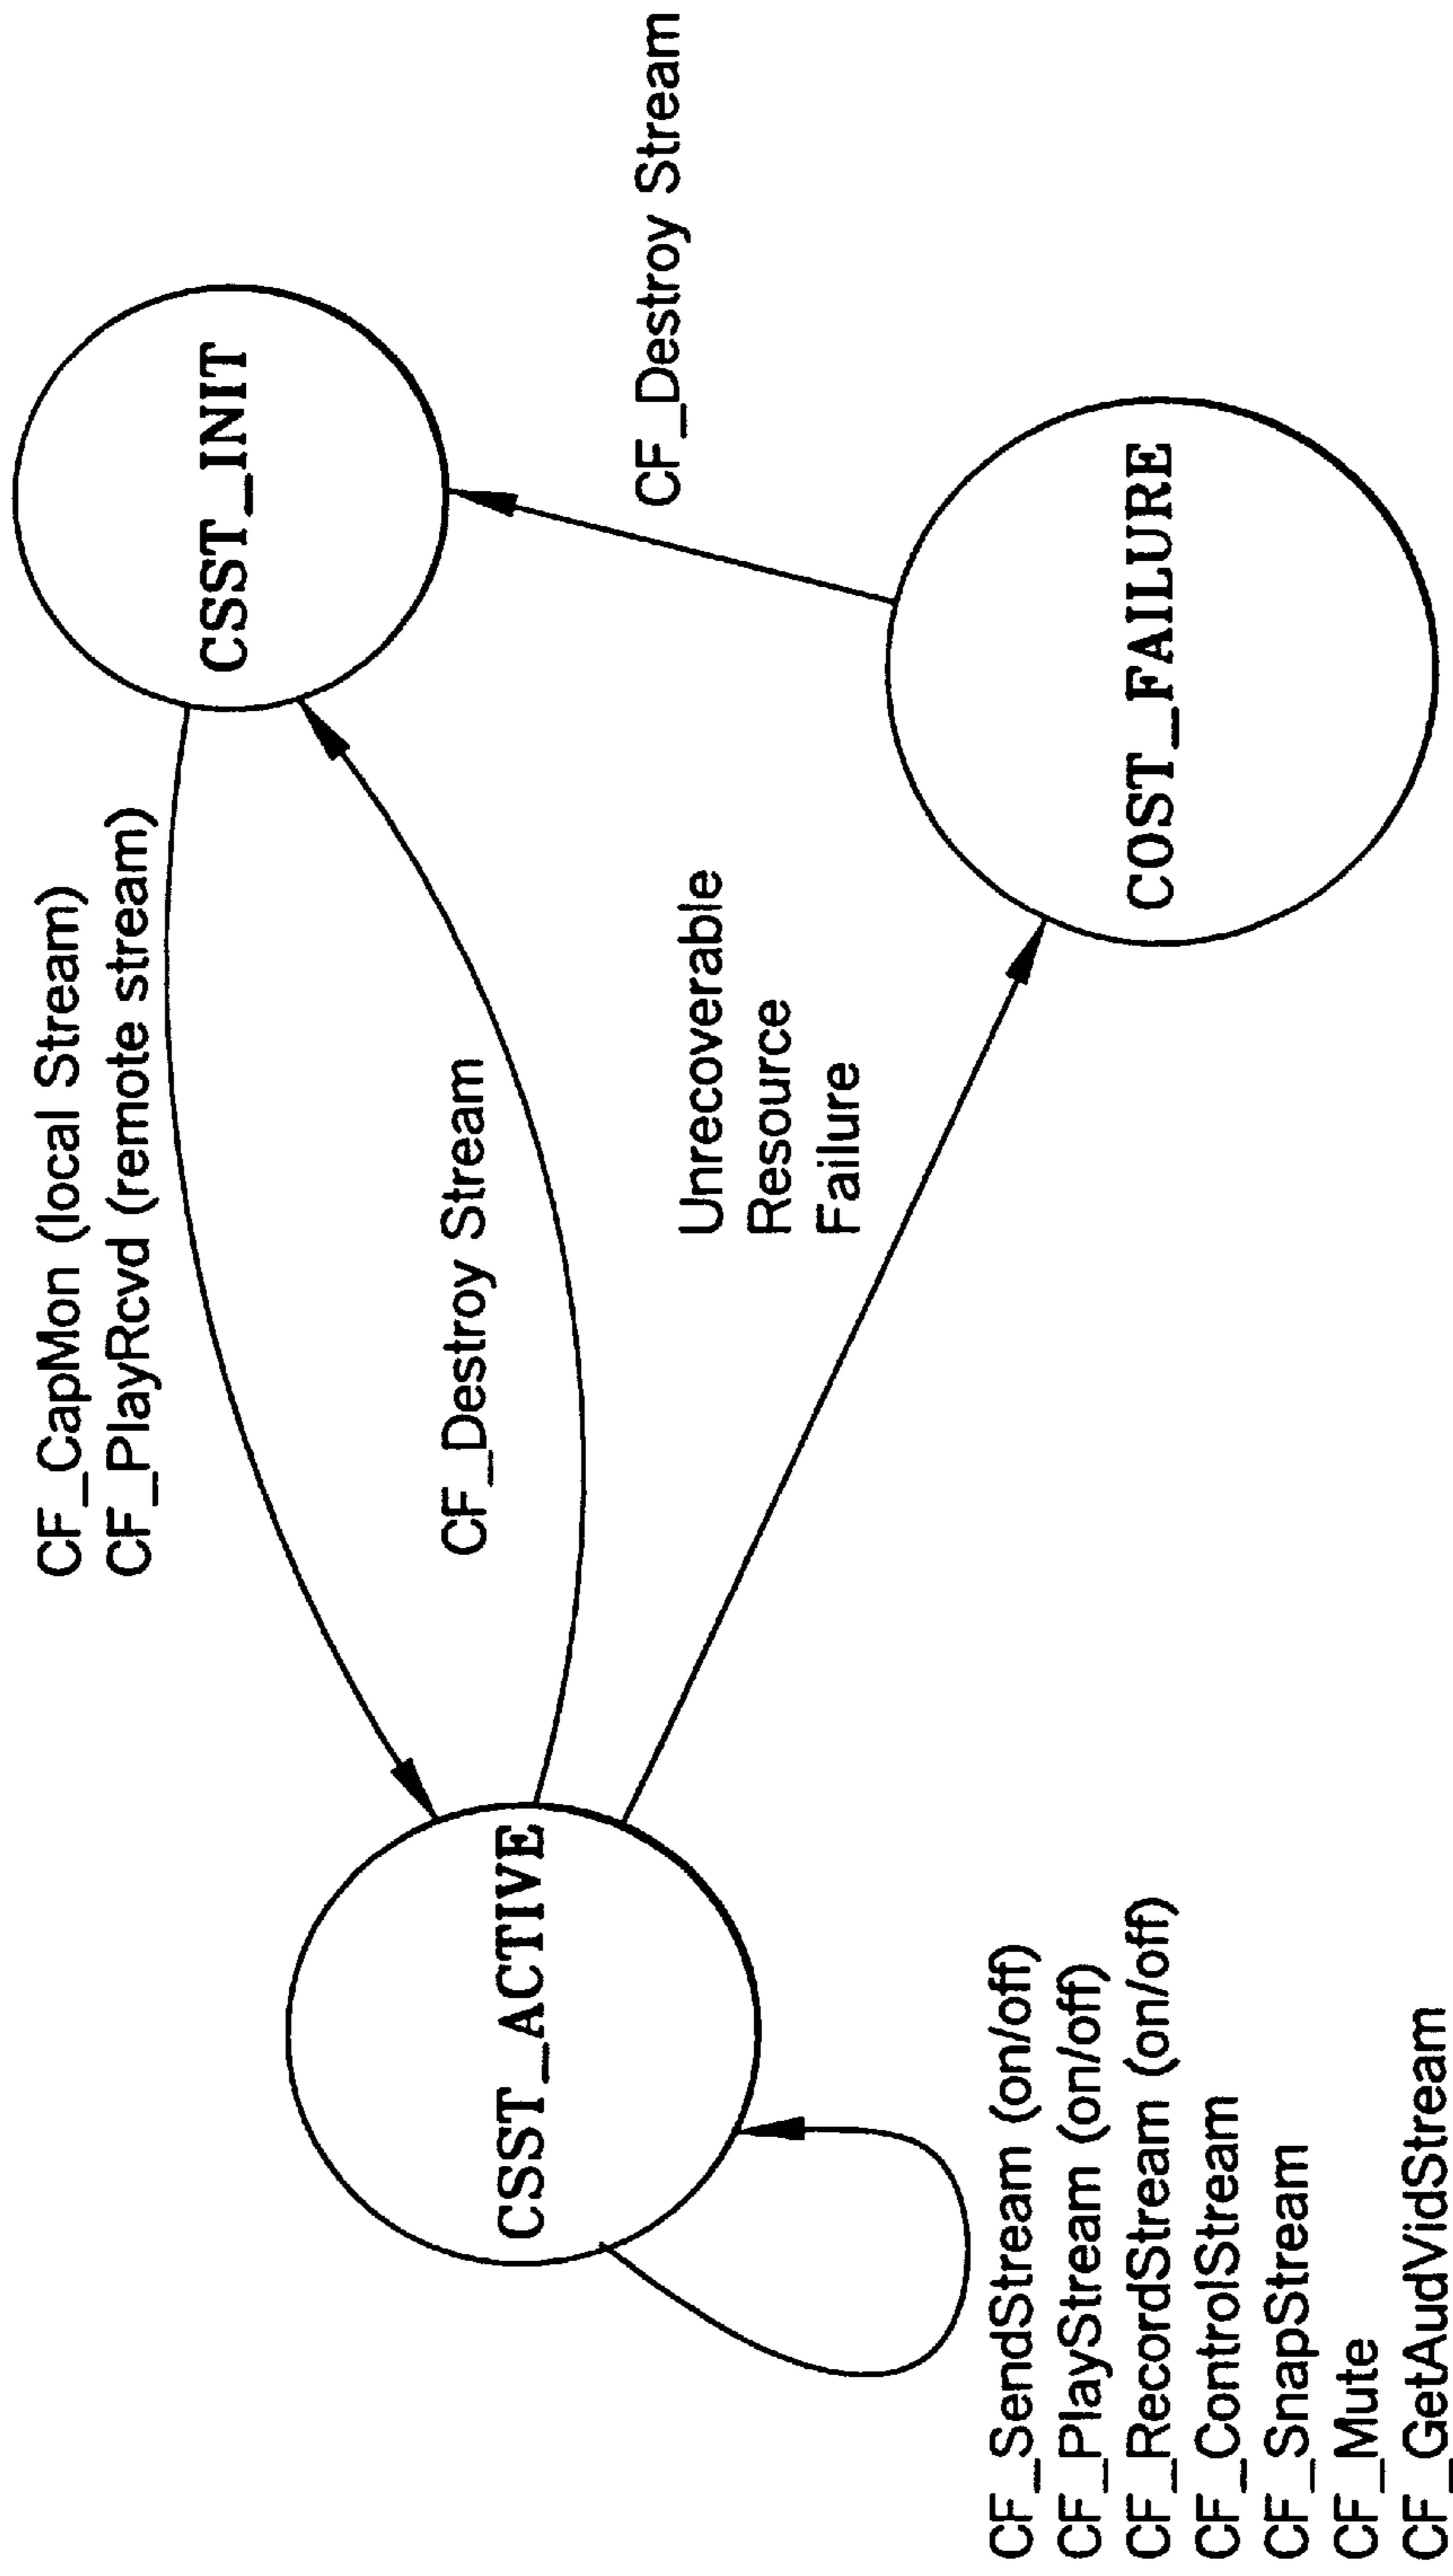 CF_CapMon (local Stream)
CF_PlayRcvd (remote stream)
CSST_INIT
CF_Destroy Stream
CSST_ACTIVE
CF_Destroy Stream
Unrecoverable
Resource
Failure
COST_FAILURE
CF_SendStream (on/off)
CF_PlayStream (on/off)
CF_RecordStream (on/off)
CF_ControlStream
CF_SnapStream
CF_Mute
CF_GetAudVidStream